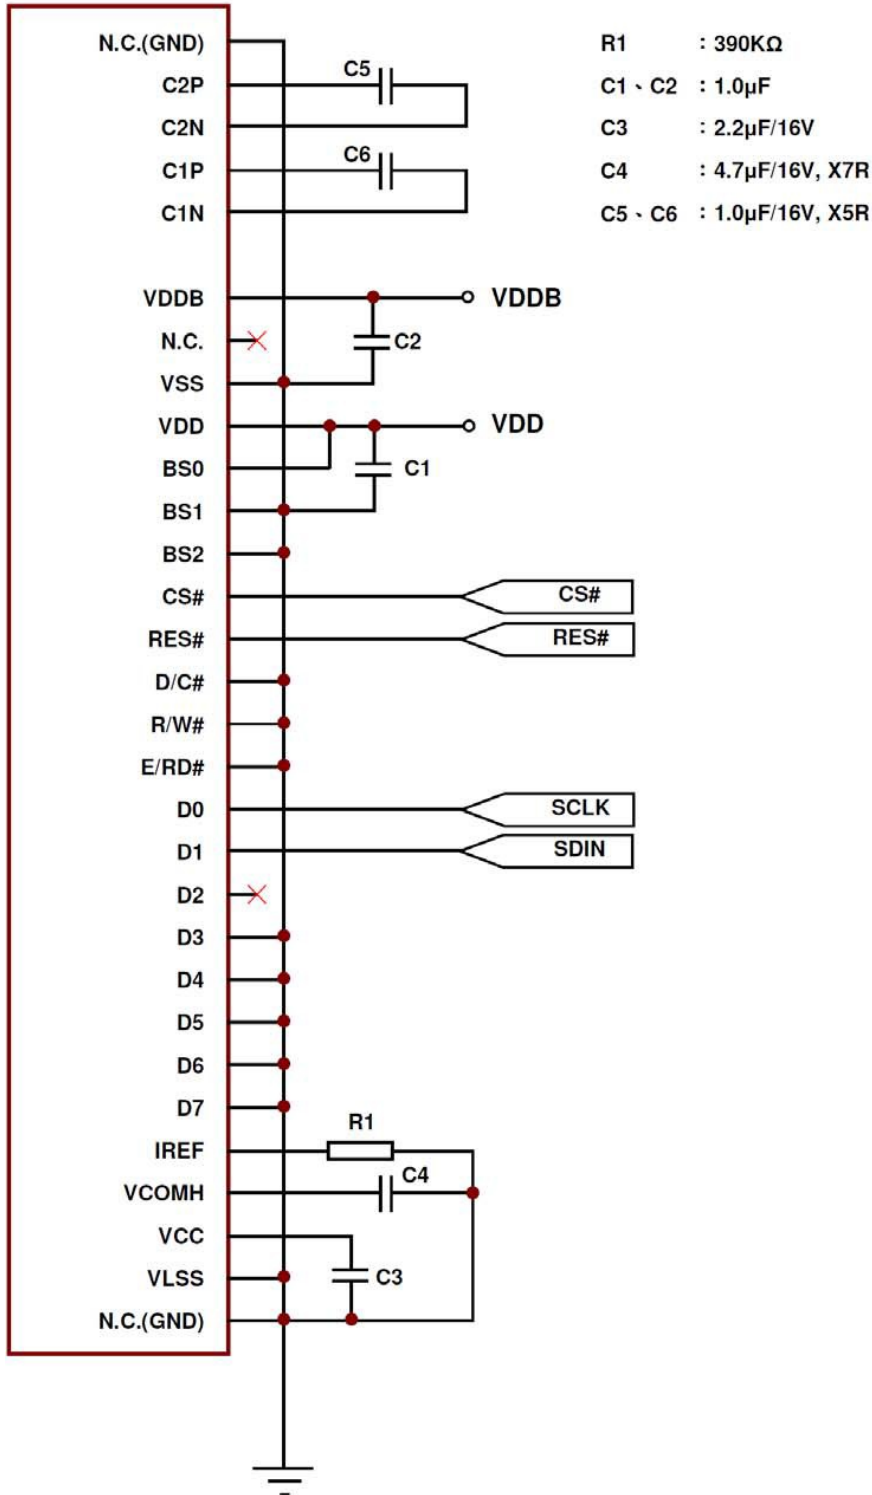 N.C.(GND)
C2P
C5
C2N
C1P
C6
C1N
VDDB
VDDB
N.C.
C2
VSS
VDD
VDD
BS0
C1
BS1
BS2
CS#
CS#
RES#
RES#
D/C#
R/W#
E/RD#
D0
SCLK
D1
SDIN
D2
D3
D4
D5
D6
D7
R1
IREF
C4
VCOMH
VCC
C3
VLSS
N.C.(GND)
R1 : 390KΩ
C1、C2 : 1.0µF
C3 : 2.2µF/16V
C4 : 4.7µF/16V, X7R
C5、C6 : 1.0µF/16V, X5R